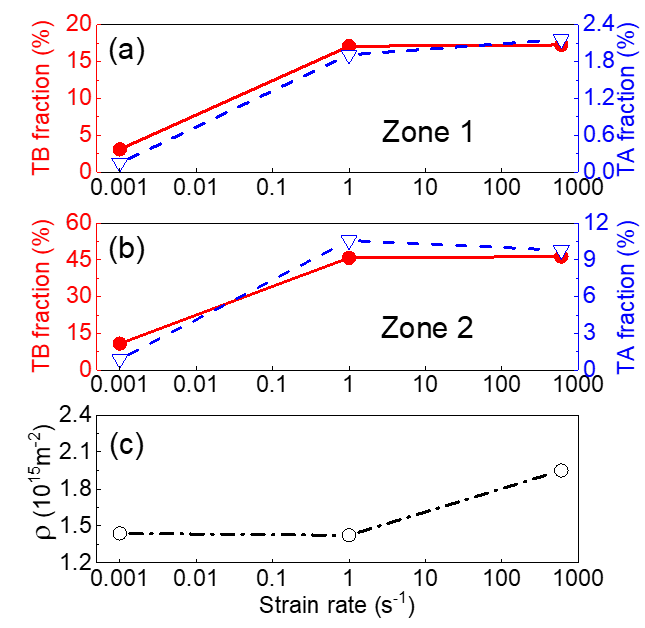 (a)
TB fraction (%)
20
15
10
5
0
TA fraction (%)
2.4
1.8
1.2
0.6
0.0
Zone 1
0.001 0.01 0.1 1 10 100 1000
(b)
TB fraction (%)
60
45
30
15
0
TA fraction (%)
12
9
6
3
0
Zone 2
0.001 0.01 0.1 1 10 100 1000
(c)
ρ (10¹⁵m⁻²)
2.4
2.1
1.8
1.5
1.2
0.001 0.01 0.1 1 10 100 1000
Strain rate (s⁻¹)